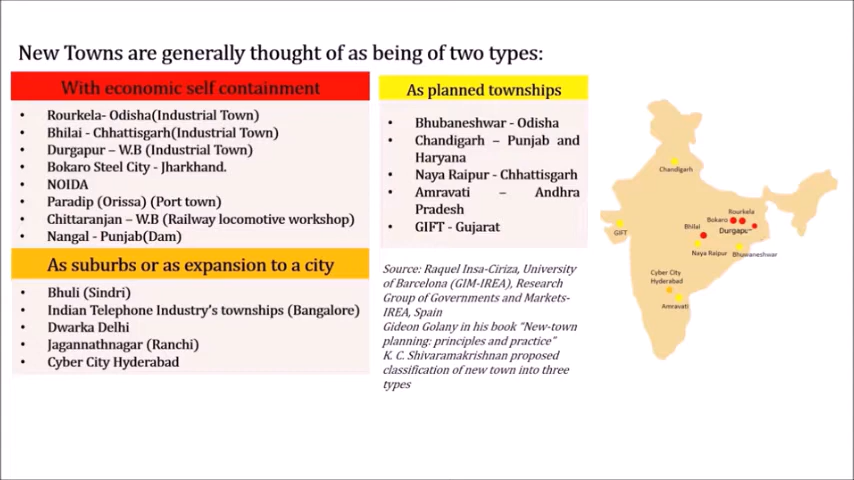 New Towns are generally thought of as being of two types:
With economic self containment
• Rourkela- Odisha(Industrial Town)
• Bhilai - Chhattisgarh(Industrial Town)
• Durgapur – W.B (Industrial Town)
• Bokaro Steel City - Jharkhand.
• NOIDA
• Paradip (Orissa) (Port town)
• Chittaranjan – W.B (Railway locomotive workshop)
• Nangal - Punjab(Dam)
As suburbs or as expansion to a city
• Bhuli (Sindri)
• Indian Telephone Industry's townships (Bangalore)
• Dwarka Delhi
• Jagannathnagar (Ranchi)
• Cyber City Hyderabad
As planned townships
• Bhubaneshwar - Odisha
• Chandigarh – Punjab and
Haryana
• Naya Raipur - Chhattisgarh
• Amravati – Andhra
Pradesh
• GIFT - Gujarat
Source: Raquel Insa-Ciriza, University
of Barcelona (GIM-IREA), Research
Group of Governments and Markets-
IREA, Spain
Gideon Golany in his book "New-town
planning: principles and practice"
K. C. Shivaramakrishnan proposed
classification of new town into three
types
Chandigarh
Rourkela
Bokaro
Bhilai
Durgapur
GIFT
Naya Raipur
Bhuwaneshwar
Cyber City
Hyderabad
Amravati